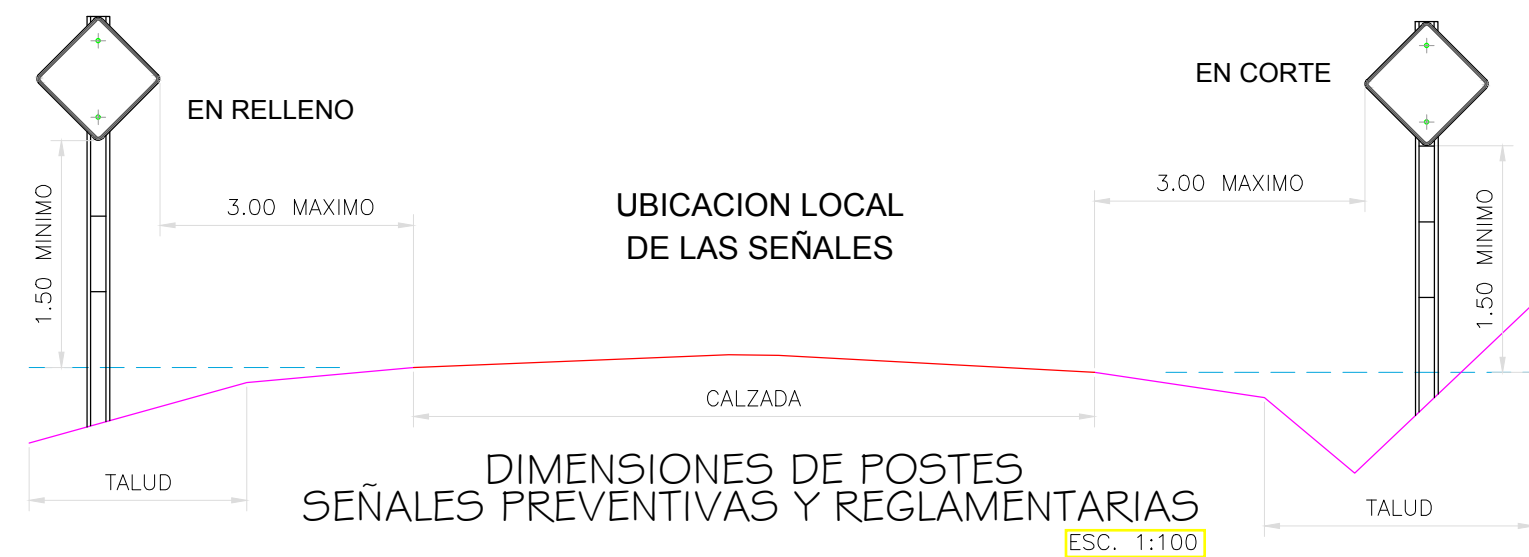 EN RELLENO
EN CORTE
1.50 MINIMO
3.00 MAXIMO
UBICACION LOCAL
DE LAS SEÑALES
3.00 MAXIMO
1.50 MINIMO
CALZADA
TALUD
DIMENSIONES DE POSTES
SEÑALES PREVENTIVAS Y REGLAMENTARIAS
TALUD
ESC. 1:100